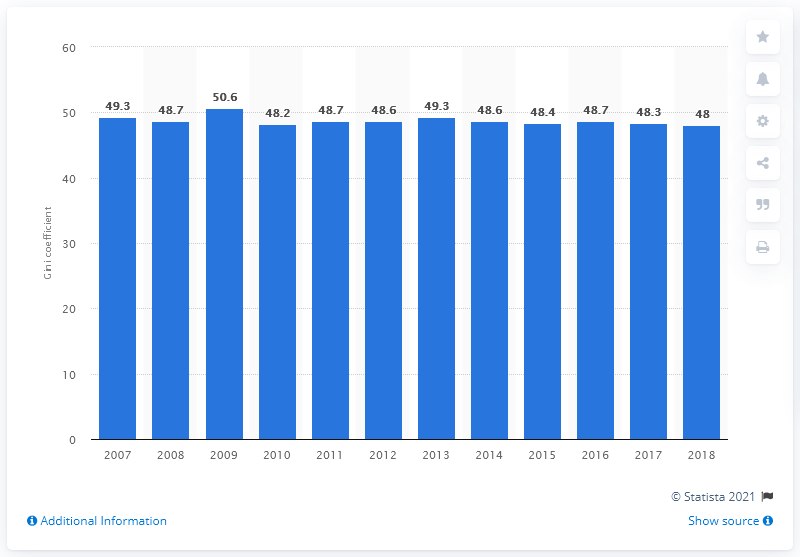 60
50
40
30
20
10
0
Gini coefficient
49.3 48.7 50.6 48.2 48.7 48.6 49.3 48.6 48.4 48.7 48.3 48
2007 2008 2009 2010 2011 2012 2013 2014 2015 2016 2017 2018
© Statista 2021
Additional Information
Show source